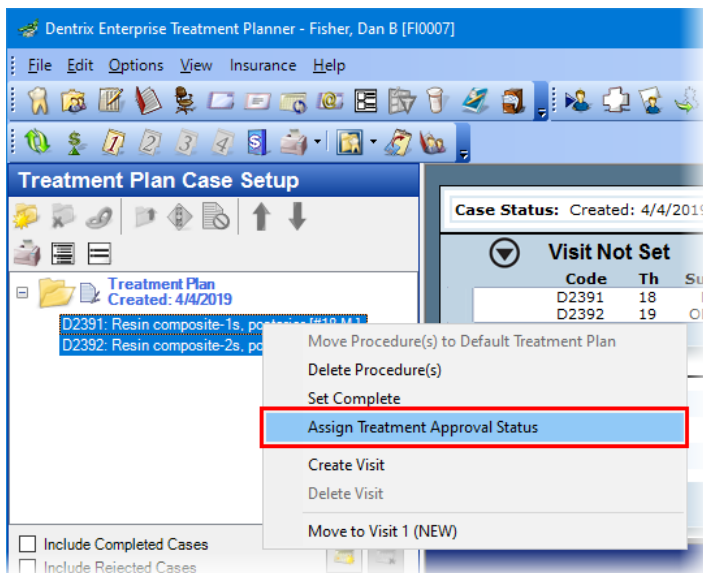 Dentrix Enterprise Treatment Planner - Fisher, Dan B [FI0007]
File Edit Options View Insurance Help
1 2 3 4 S
Treatment Plan Case Setup
Case Status: Created: 4/4/2019
Visit Not Set
Code Th
D2391 18
D2392 19
Treatment Plan
Created: 4/4/2019
D2391: Resin composite-1s, posterior [#18 M ]
D2392: Resin composite-2s,
Move Procedure(s) to Default Treatment Plan
Delete Procedure(s)
Set Complete
Assign Treatment Approval Status
Create Visit
Delete Visit
Move to Visit 1 (NEW)
Include Completed Cases
Include Rejected Cases